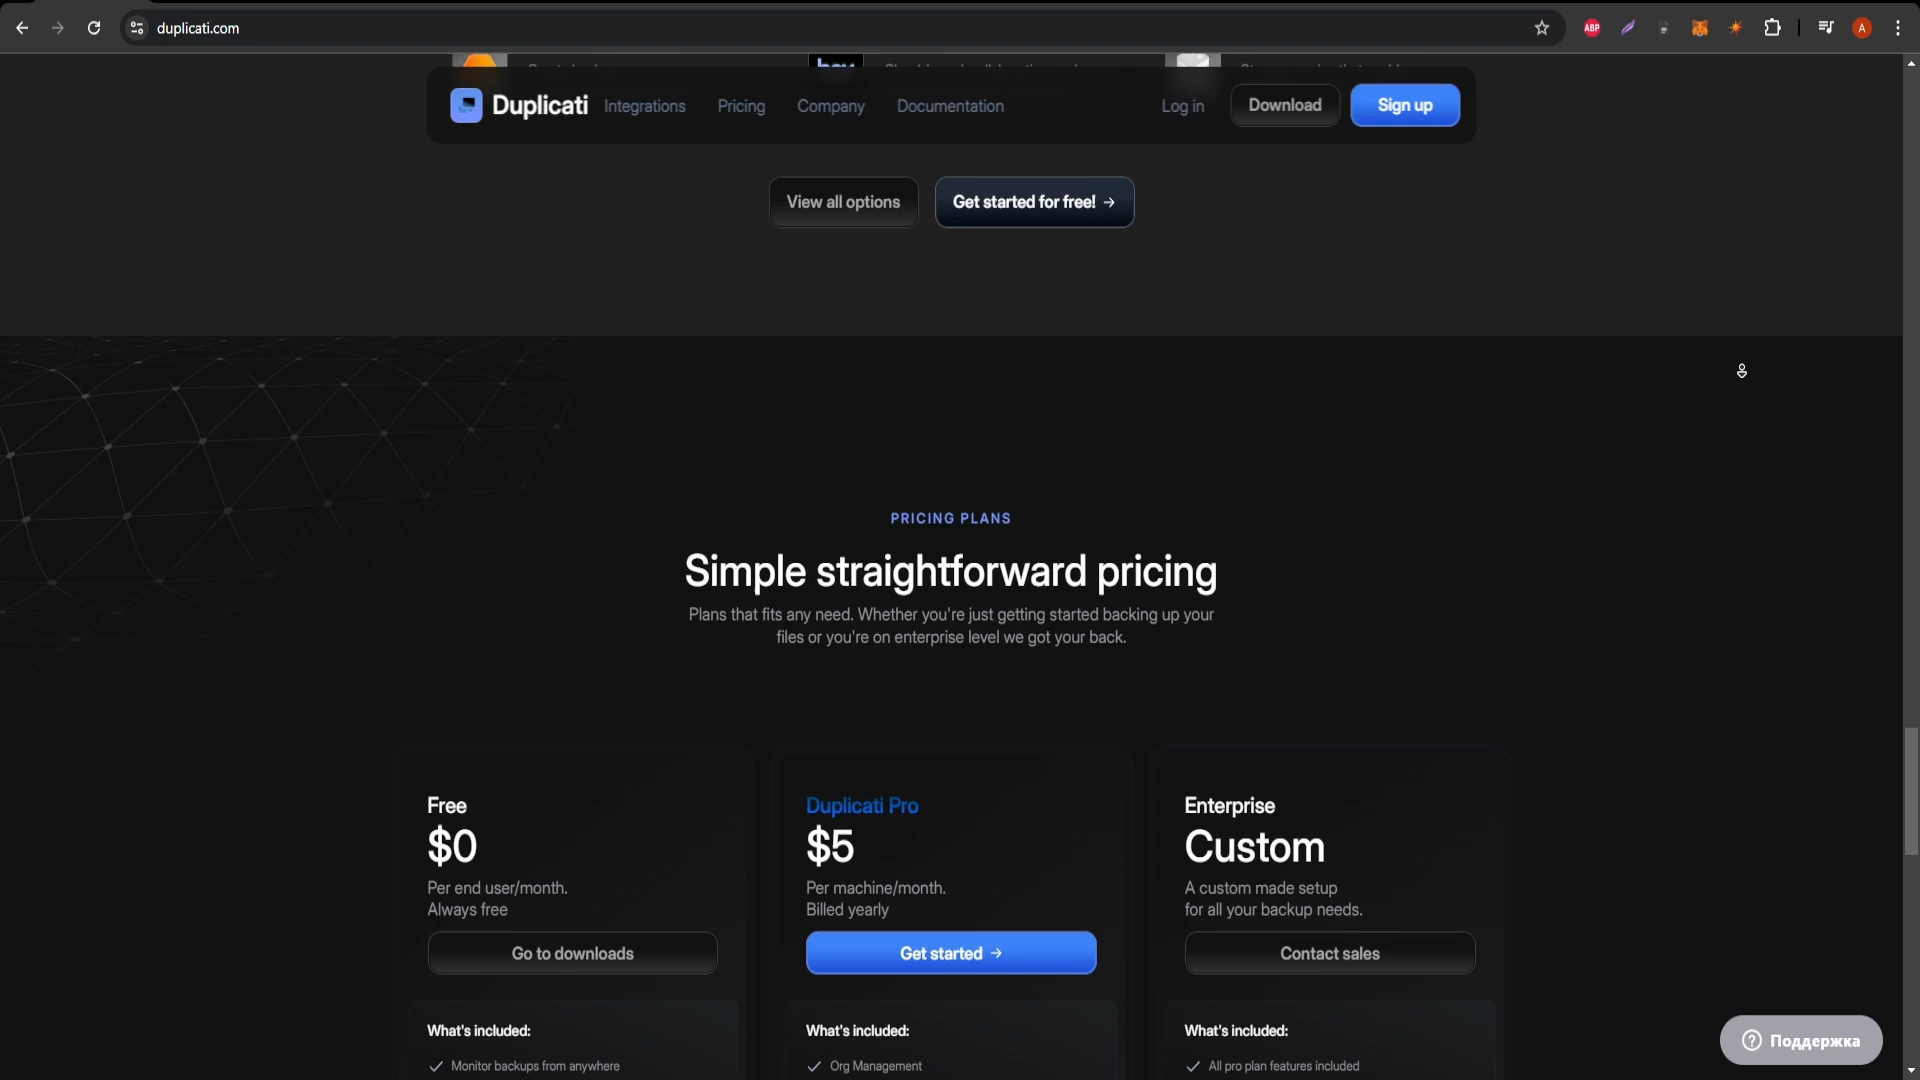 duplicati.com
ABP
A
Duplicati
Integrations
Pricing
Company
Documentation
Log in
Download
Sign up
View all options
Get started for free! →
PRICING PLANS
Simple straightforward pricing
Plans that fits any need. Whether you're just getting started backing up your
files or you're on enterprise level we got your back.
Free
$0
Per end user/month.
Always free
Go to downloads
What's included:
Monitor backups from anywhere
Duplicati Pro
$5
Per machine/month.
Billed yearly
Get started →
What's included:
Org Management
Enterprise
Custom
A custom made setup
for all your backup needs.
Contact sales
What's included:
All pro plan features included
Поддержка